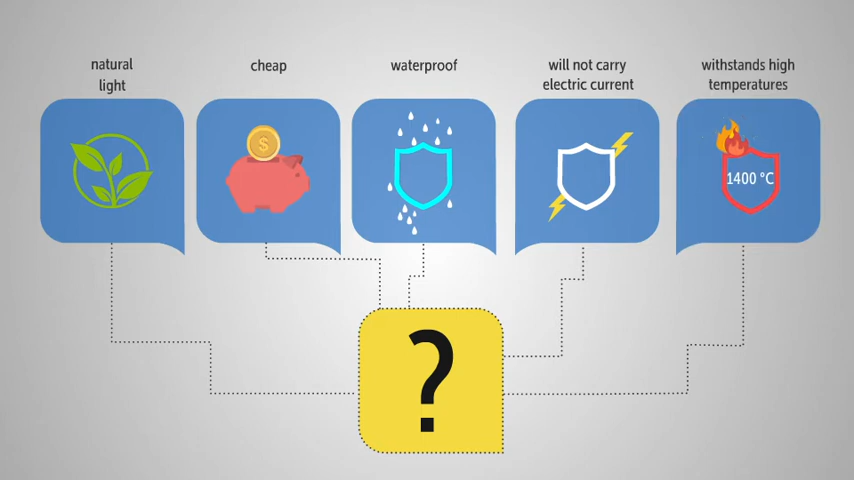 natural
light
cheap
waterproof
will not carry
electric current
withstands high
temperatures
$
1400 °C
?